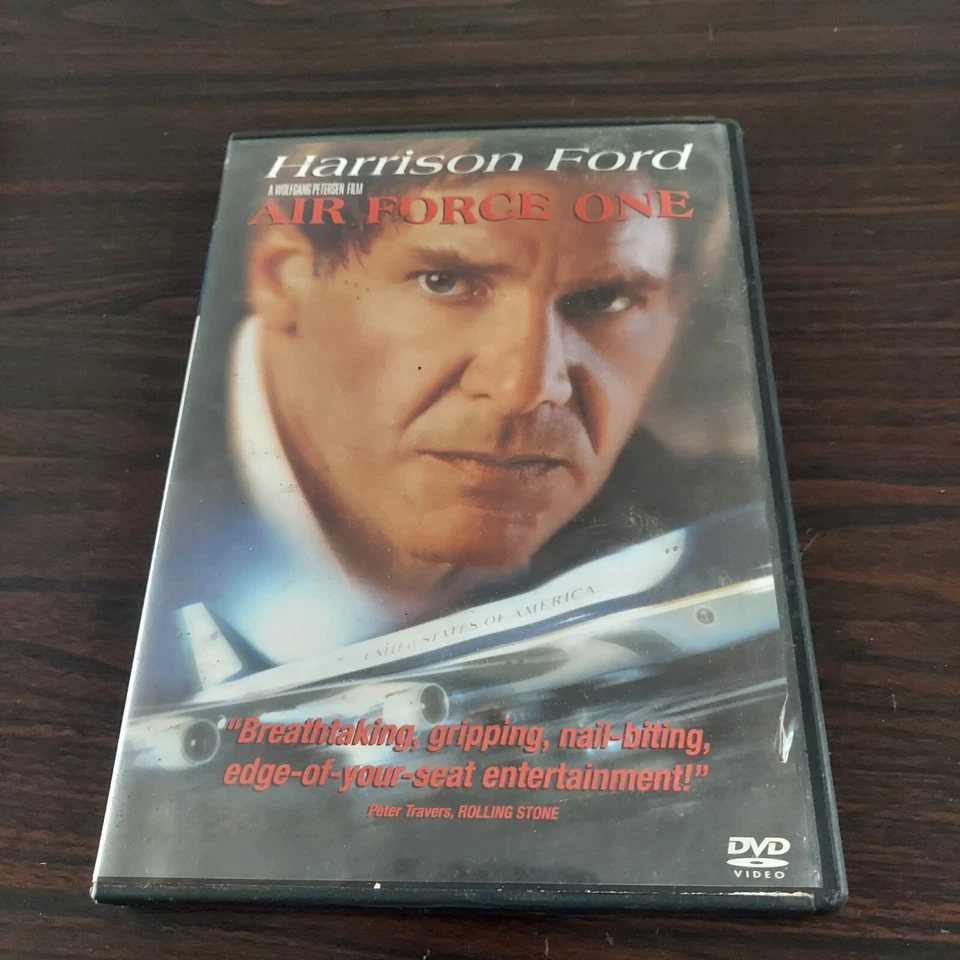 Harrison Ford
A WOLFGANG PETERSEN FILM
AIR FORCE ONE
UNITED STATES OF AMERICA
"Breathtaking, gripping, nail-biting,
edge-of-your-seat entertainment!"
Peter Travers, ROLLING STONE
DVD
VIDEO